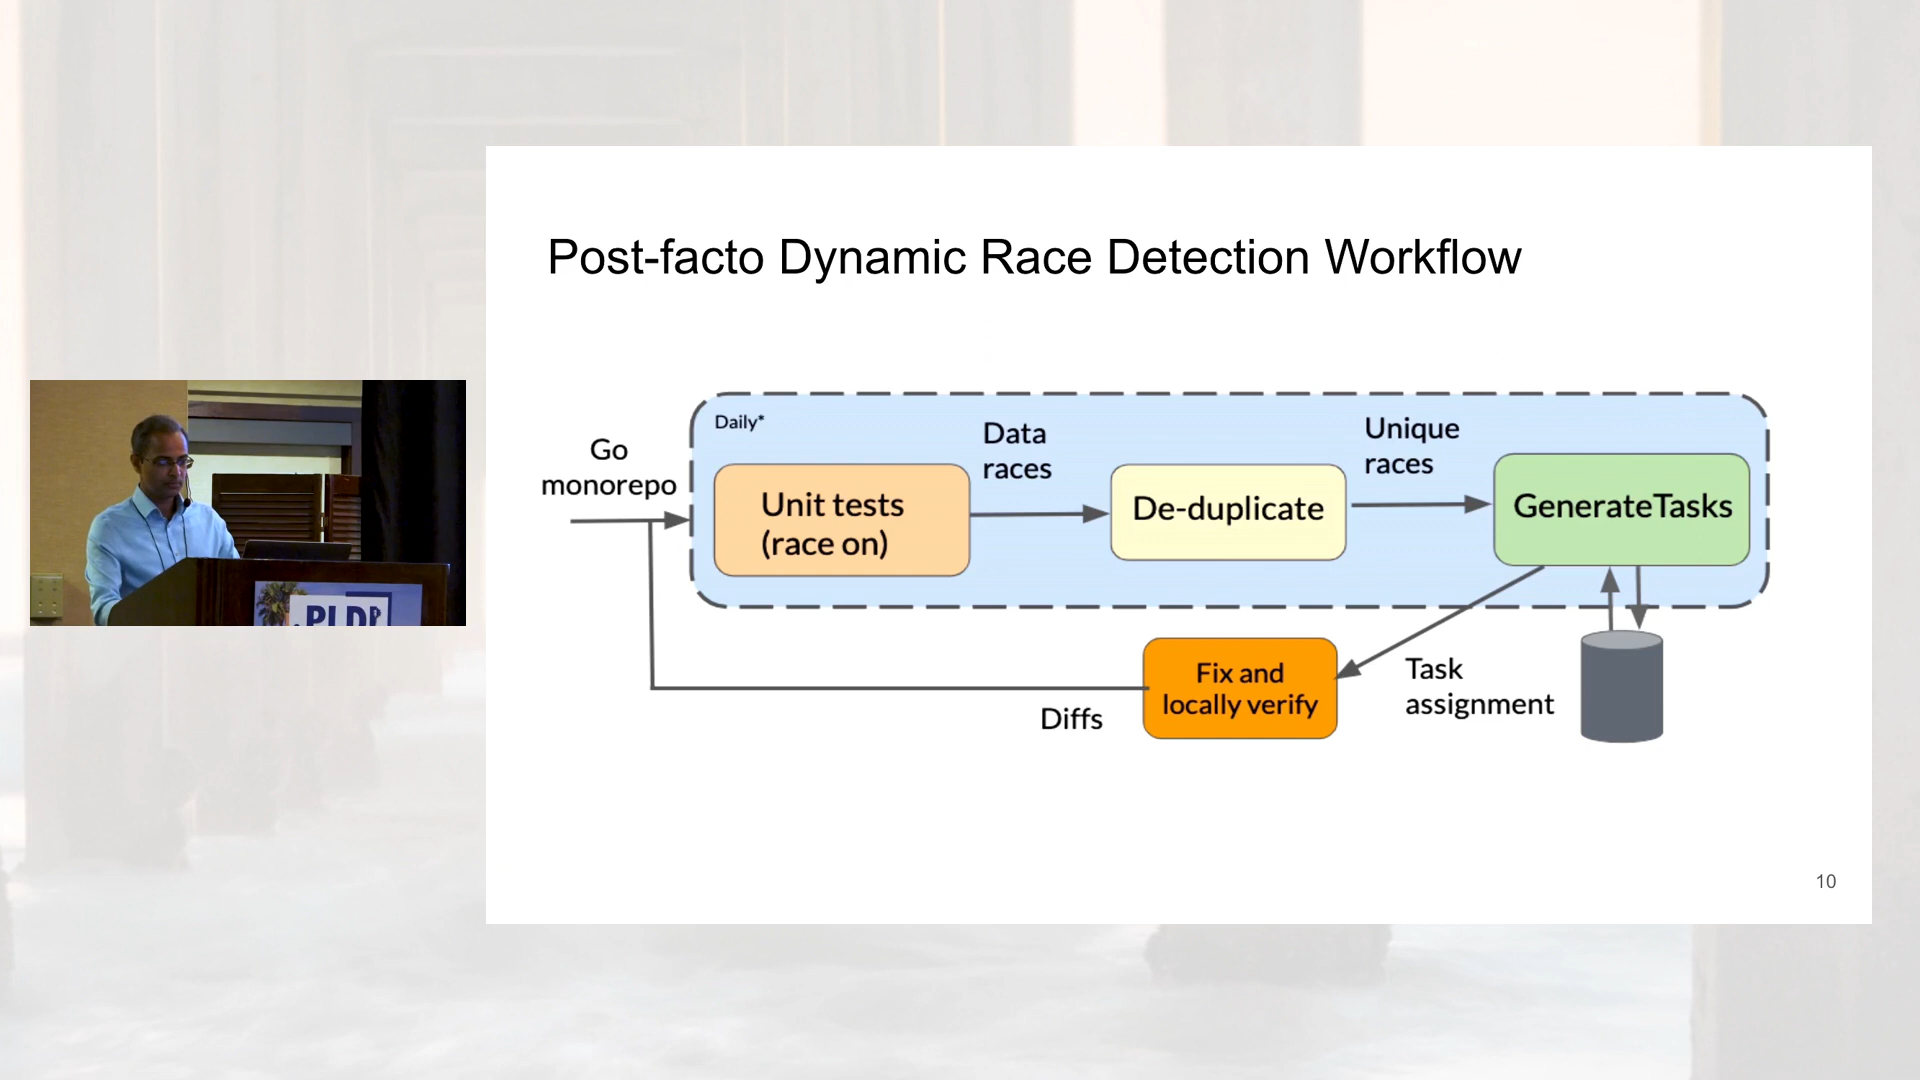 Post-facto Dynamic Race Detection Workflow
Daily*
Go
monorepo
Unit tests
(race on)
Data
races
De-duplicate
Unique
races
GenerateTasks
Fix and
locally verify
Task
assignment
Diffs
10
PLDI